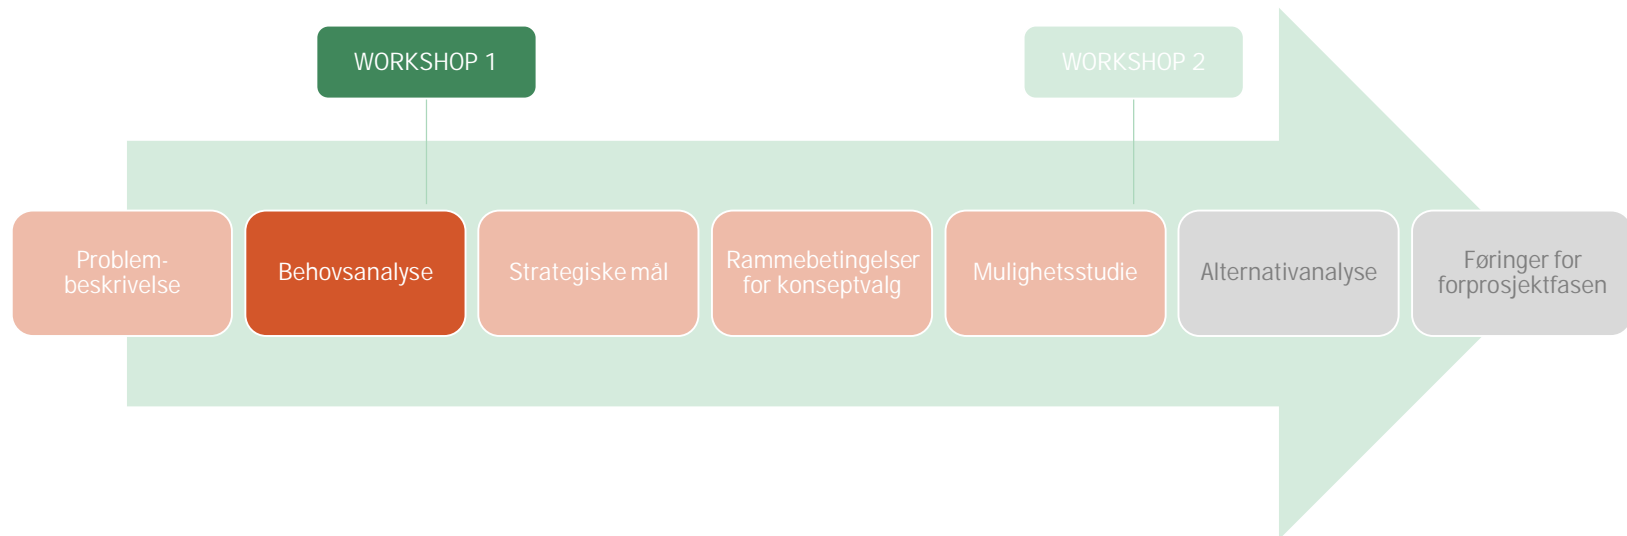 WORKSHOP 1
WORKSHOP 2
Problem-
beskrivelse
Behovsanalyse
Strategiske mål
Rammebetingelser
for konseptvalg
Mulighetsstudie
Alternativanalyse
Føringer for
forprosjektfasen